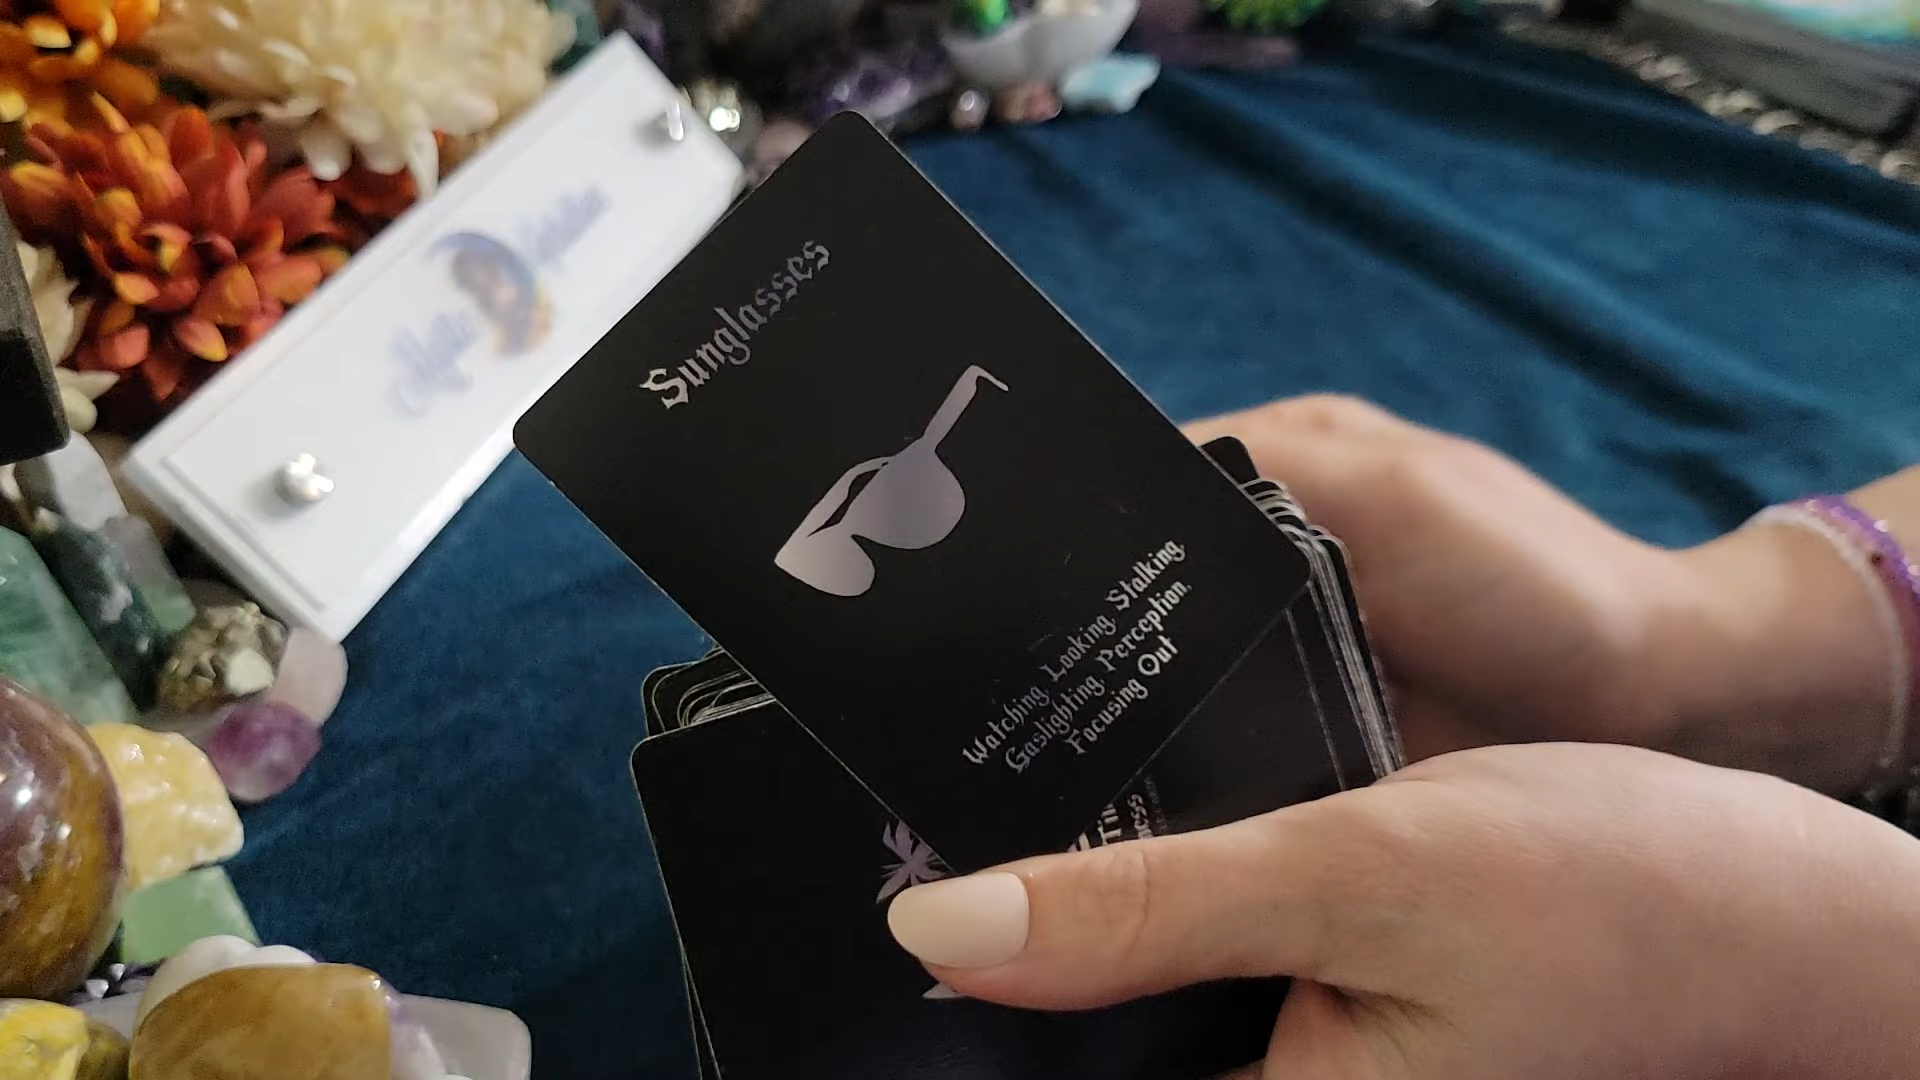 Sunglasses
Watching, Looking, Stalking,
Gaslighting, Perception,
Focusing Out